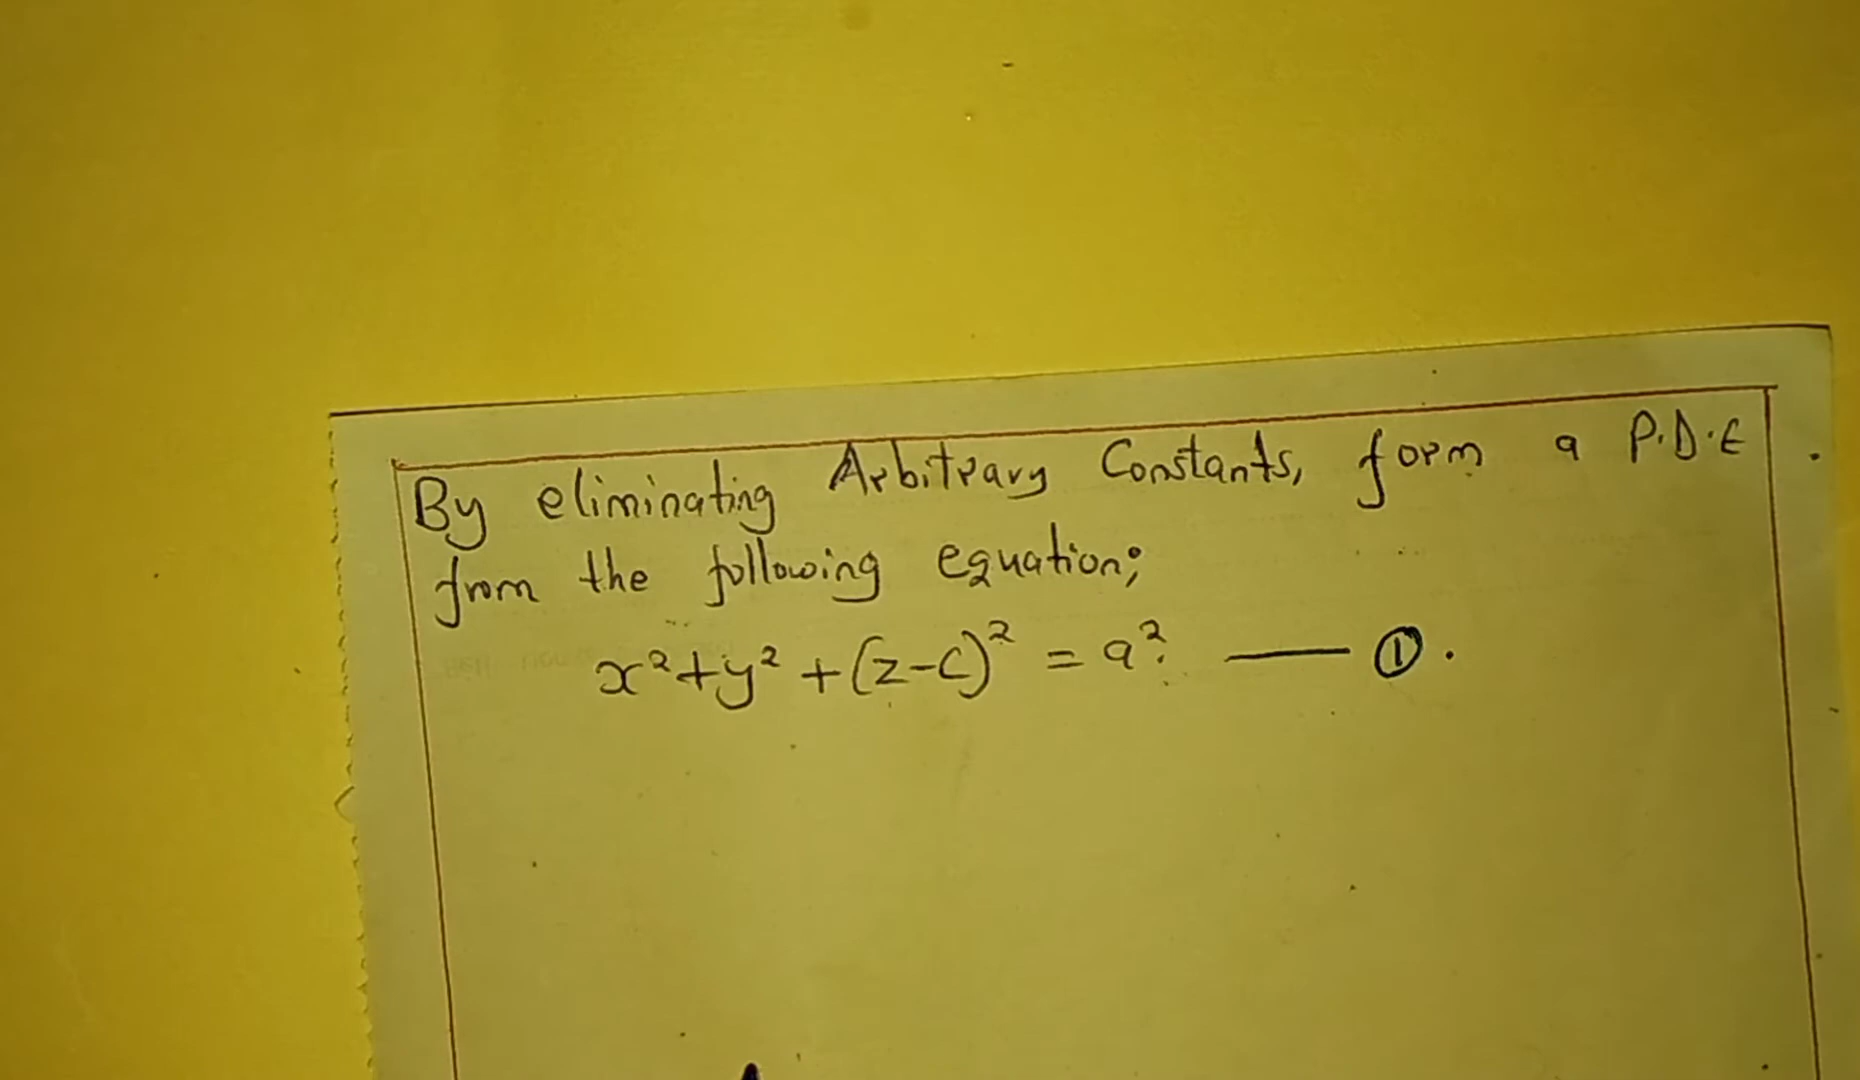 By eliminating Arbitrary Constants, form a P.D.E.
from the following equation;
x²+y²+(z-c)² = a². —— ①.